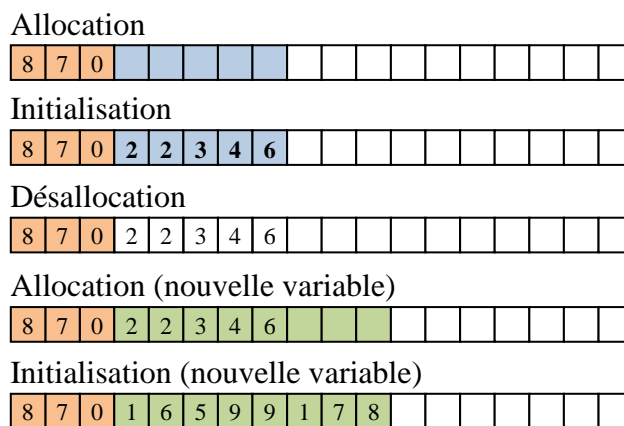 Allocation
8 7 0
Initialisation
8 7 0 2 2 3 4 6
Désallocation
8 7 0 2 2 3 4 6
Allocation (nouvelle variable)
8 7 0 2 2 3 4 6
Initialisation (nouvelle variable)
8 7 0 1 6 5 9 9 1 7 8